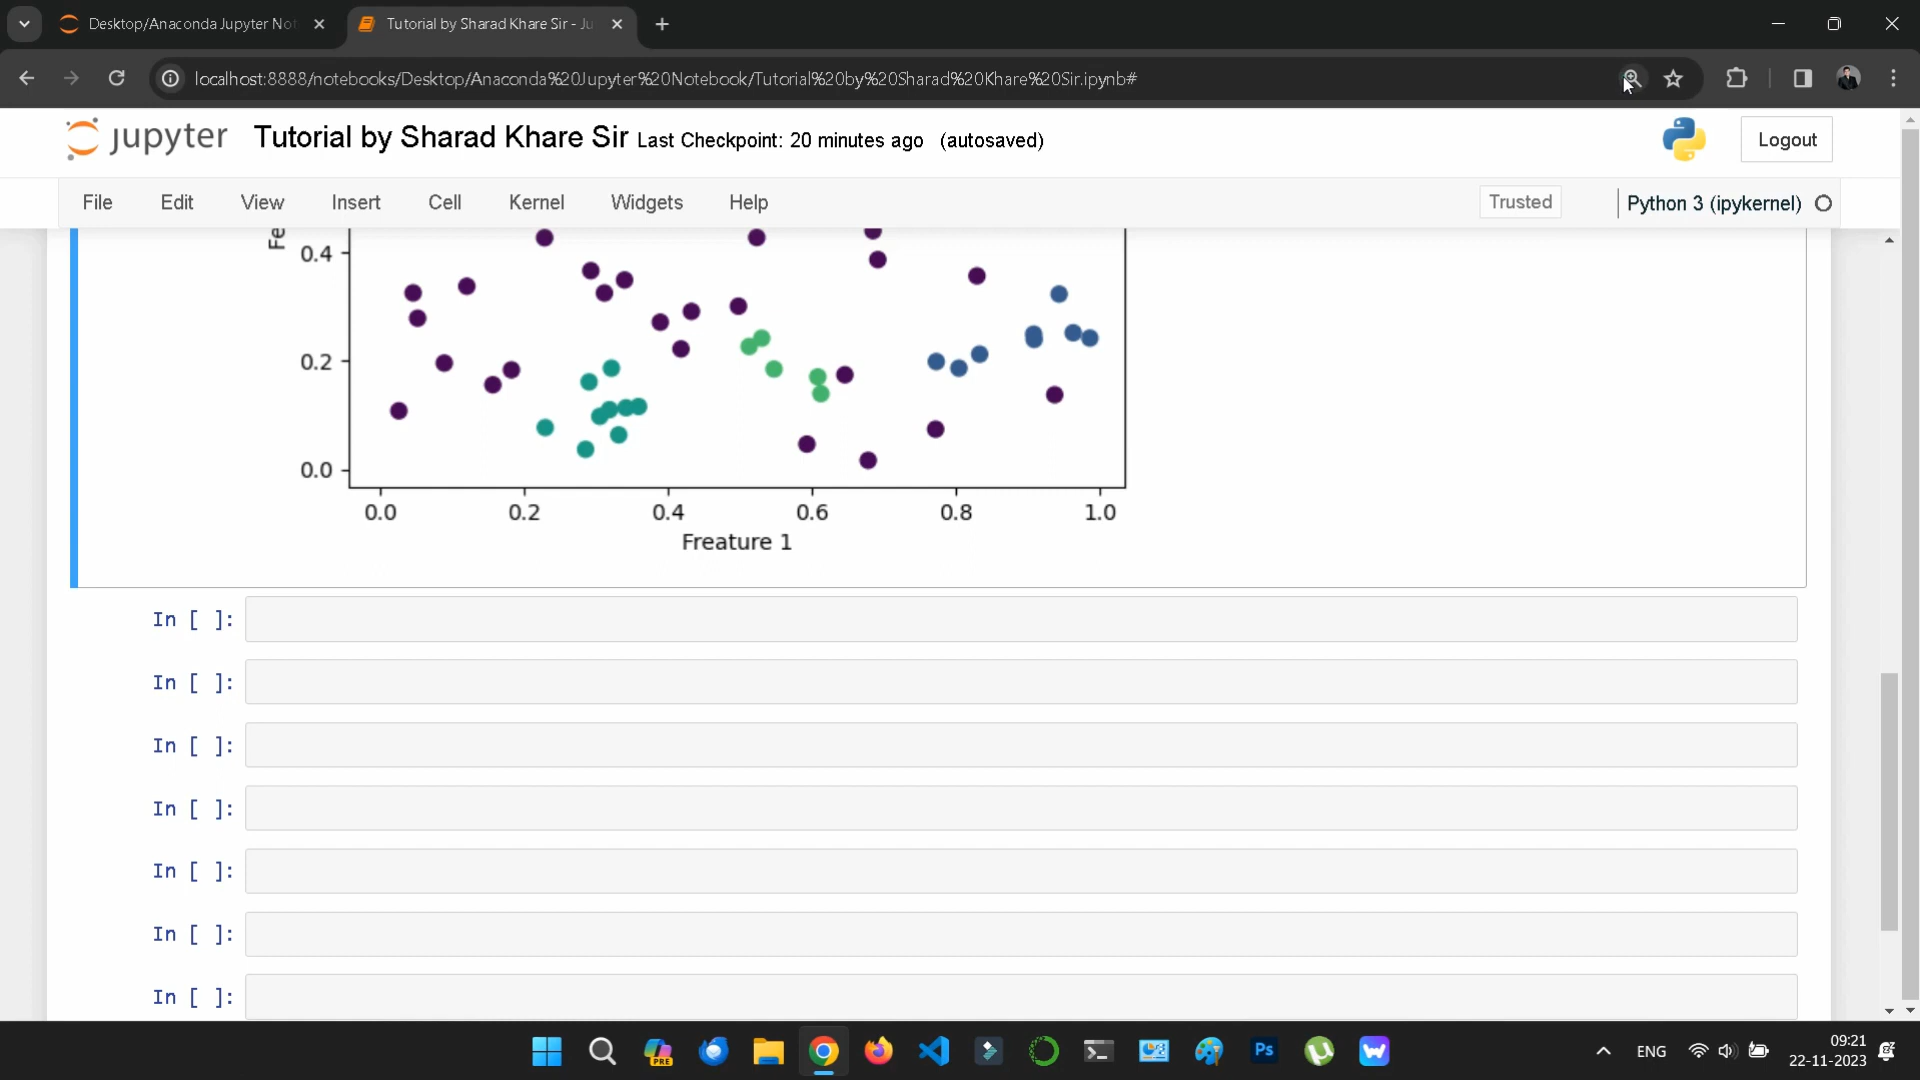 Desktop/Anaconda Jupyter Not
Tutorial by Sharad Khare Sir - Ju
localhost:8888/notebooks/Desktop/Anaconda%20Jupyter%20Notebook/Tutorial%20by%20Sharad%20Khare%20Sir.ipynb#
jupyter Tutorial by Sharad Khare Sir Last Checkpoint: 20 minutes ago (autosaved) Logout
File Edit View Insert Cell Kernel Widgets Help Trusted Python 3 (ipykernel)
Fe
0.4
0.2
0.0
0.0 0.2 0.4 0.6 0.8 1.0
Freature 1
In [ ]:
In [ ]:
In [ ]:
In [ ]:
In [ ]:
In [ ]:
In [ ]:
PRE
Ps
ENG
09:21
22-11-2023